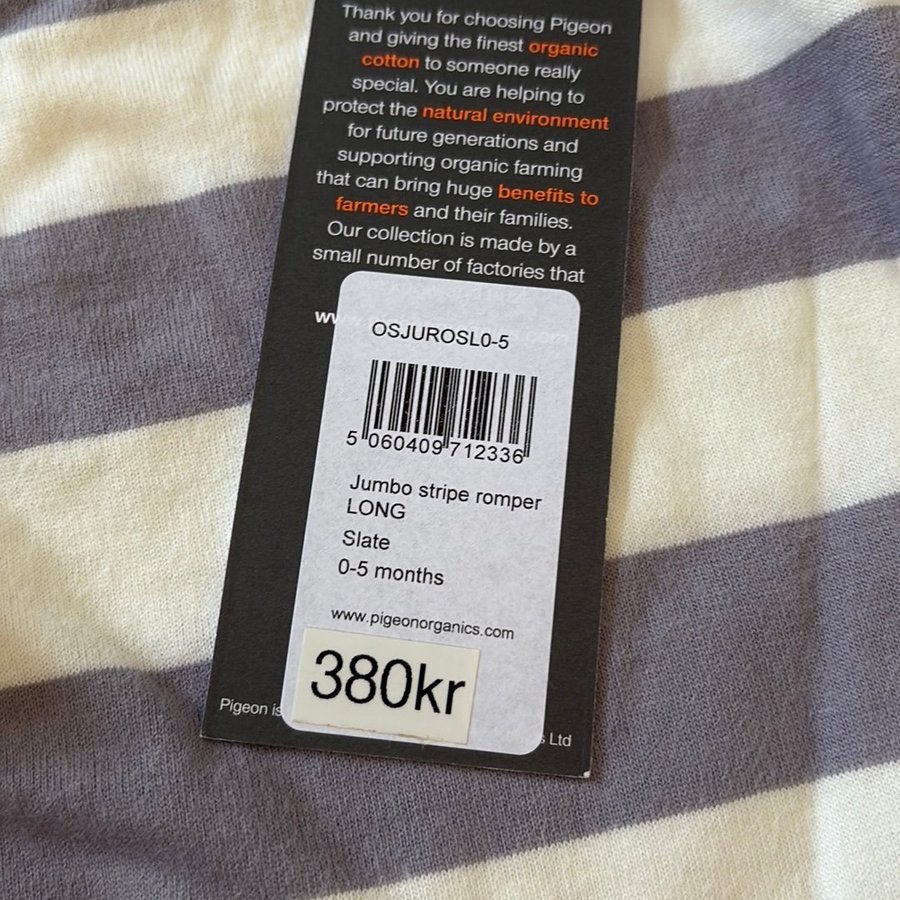 Thank you for choosing Pigeon
and giving the finest organic
cotton to someone really
special. You are helping to
protect the natural environment
for future generations and
supporting organic farming
that can bring huge benefits to
farmers and their families.
Our collection is made by a
small number of factories that
OSJUROSL0-5
5 060409 712336
Jumbo stripe romper
LONG
Slate
0-5 months
www.pigeonorganics.com
380kr
Pigeon is
Ltd